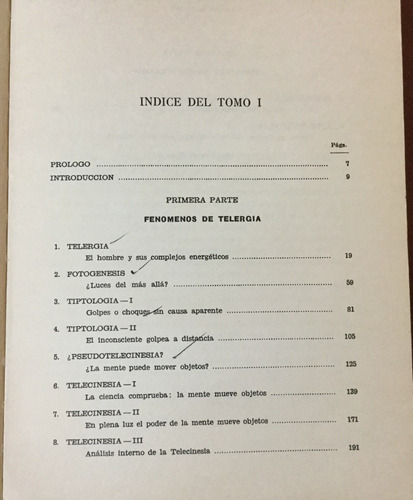 INDICE DEL TOMO I
Págs.
PROLOGO 7
INTRODUCCION 9
PRIMERA PARTE
FENOMENOS DE TELERGIA
1. TELERGIA
El hombre y sus complejos energéticos 19
2. FOTOGENESIS
¿Luces del más allá? 59
3. TIPTOLOGIA — I
Golpes o choques sin causa aparente 81
4. TIPTOLOGIA — II
El inconsciente golpea a distancia 105
5. ¿PSEUDOTELECINESIA?
¿La mente puede mover objetos? 125
6. TELECINESIA — I
La ciencia comprueba: la mente mueve objetos 139
7. TELECINESIA — II
En plena luz el poder de la mente mueve objetos 171
8. TELECINESIA — III
Análisis interno de la Telecinesia 191